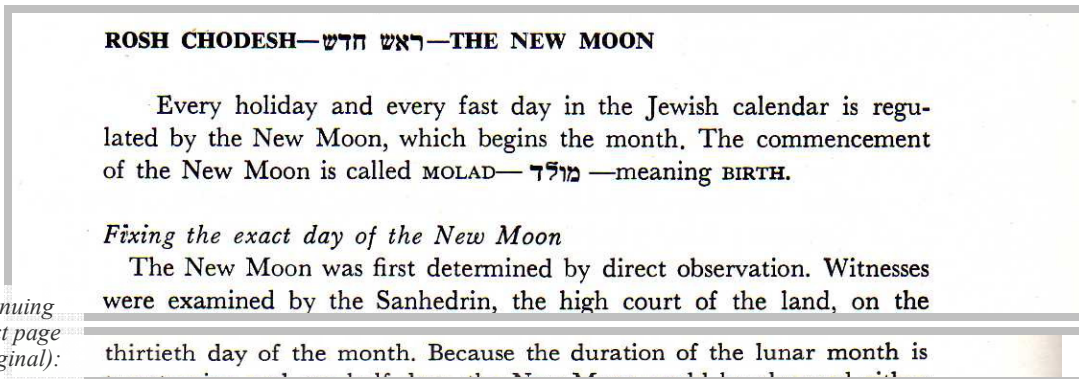 ROSH CHODESH—ראש חדש—THE NEW MOON
Every holiday and every fast day in the Jewish calendar is regu-
lated by the New Moon, which begins the month. The commencement
of the New Moon is called MOLAD— מולד —meaning BIRTH.
Fixing the exact day of the New Moon
The New Moon was first determined by direct observation. Witnesses
were examined by the Sanhedrin, the high court of the land, on the
nuing
t page
ginal):
thirtieth day of the month. Because the duration of the lunar month is